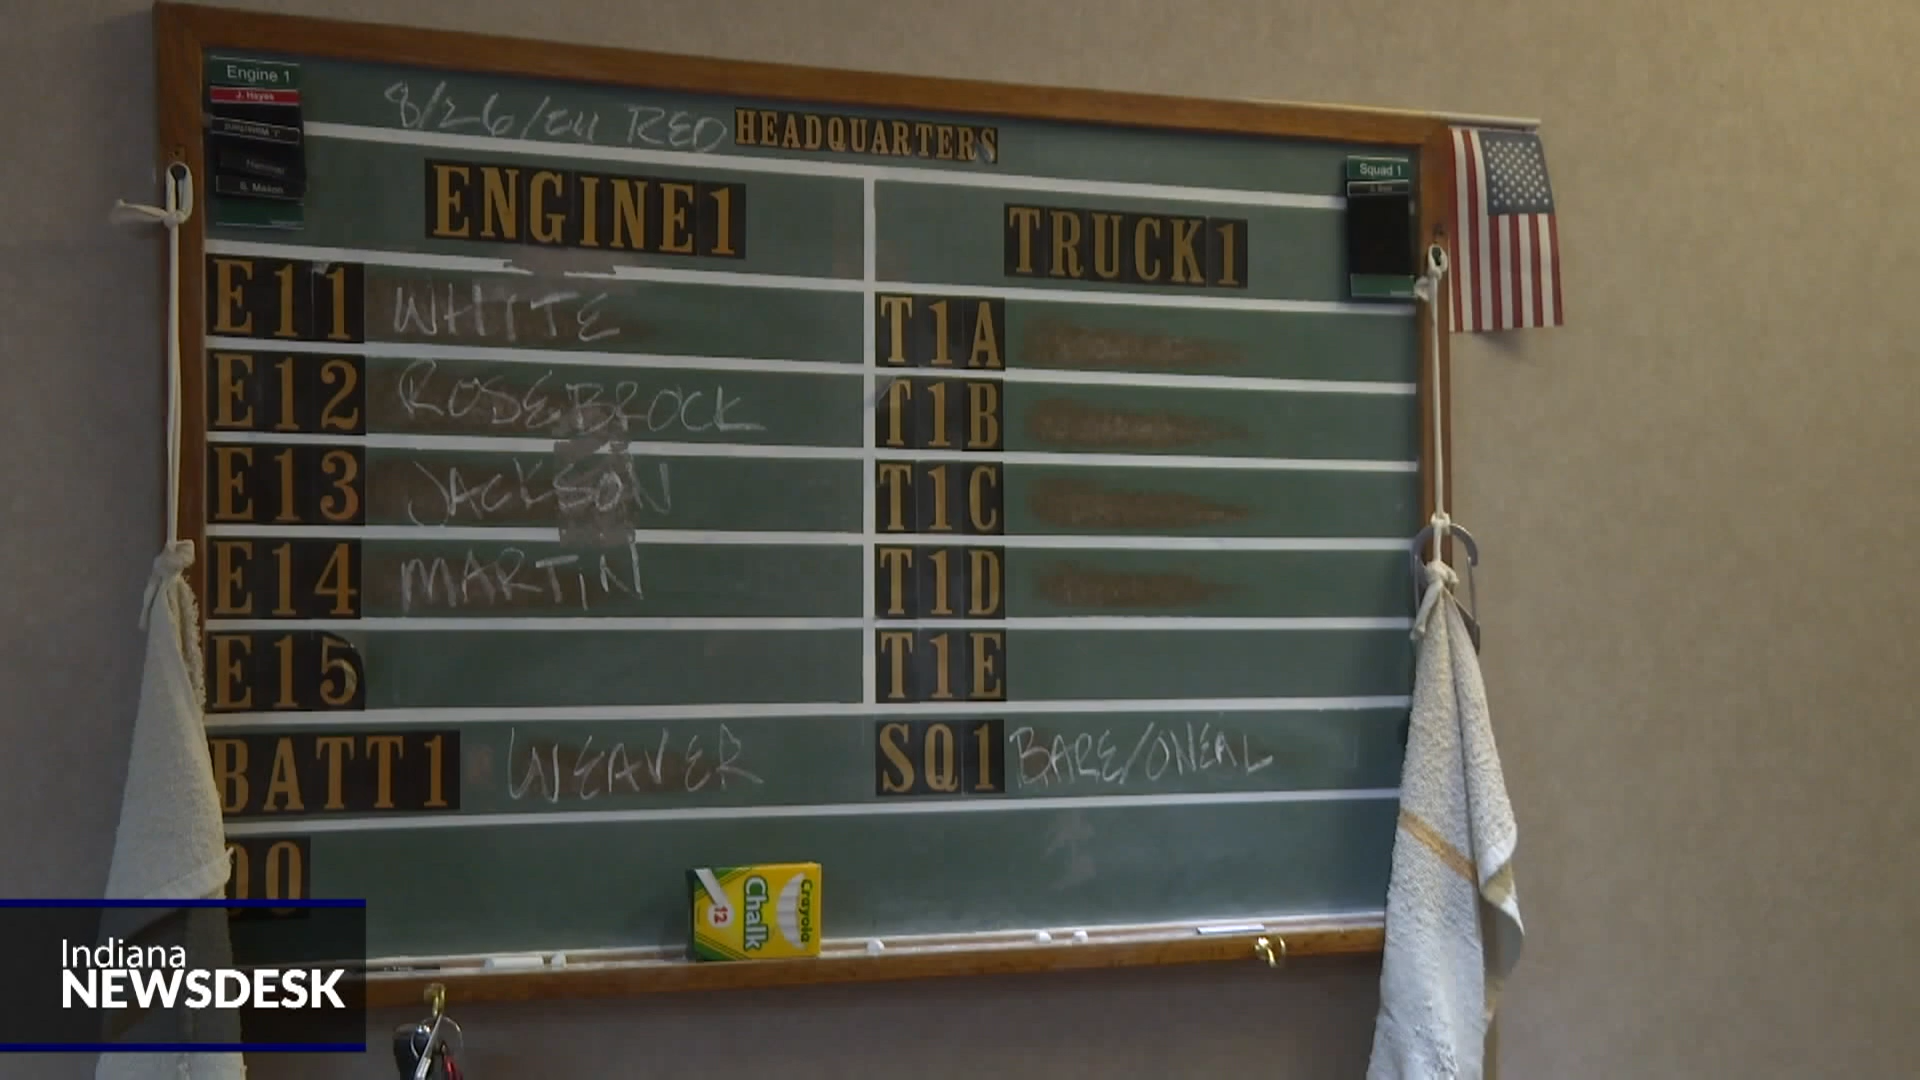 Engine 1
J. Hayes
S. Mason
8/26/24 RED HEADQUARTERS
Squad 1
ENGINE1
TRUCK1
E11 WHITE
T1A
E12 ROSEBROCK
T1B
E13 JACKSON
T1C
E14 MARTIN
T1D
E15
T1E
BATT1 WEAVER
SQ1 BARE/ONEAL
Crayola
Chalk
12
Indiana
NEWSDESK